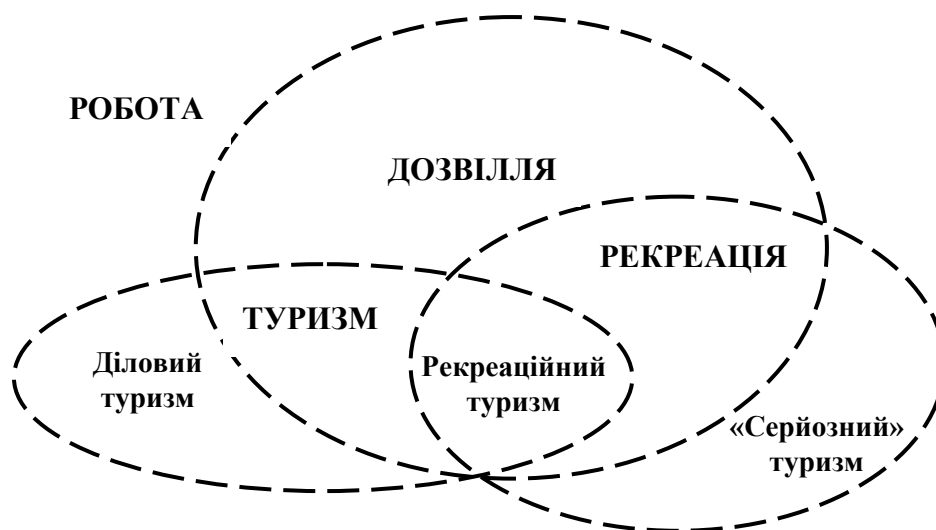 РОБОТА
ДОЗВІЛЛЯ
РЕКРЕАЦІЯ
ТУРИЗМ
Діловий
туризм
Рекреаційний
туризм
«Серйозний»
туризм